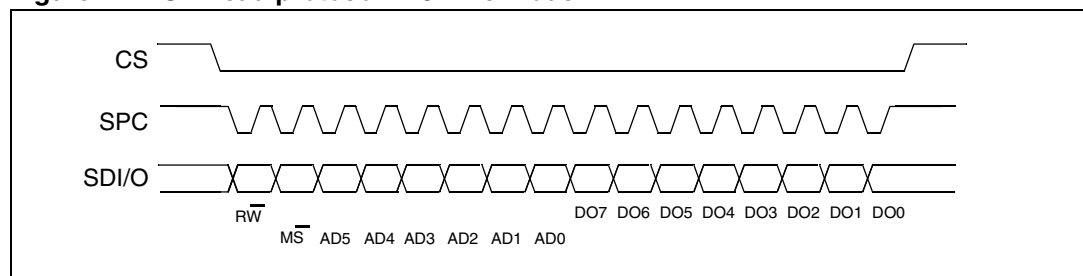 CS
SPC
SDI/O
RW
DO7 DO6 DO5 DO4 DO3 DO2 DO1 DO0
MS AD5 AD4 AD3 AD2 AD1 AD0